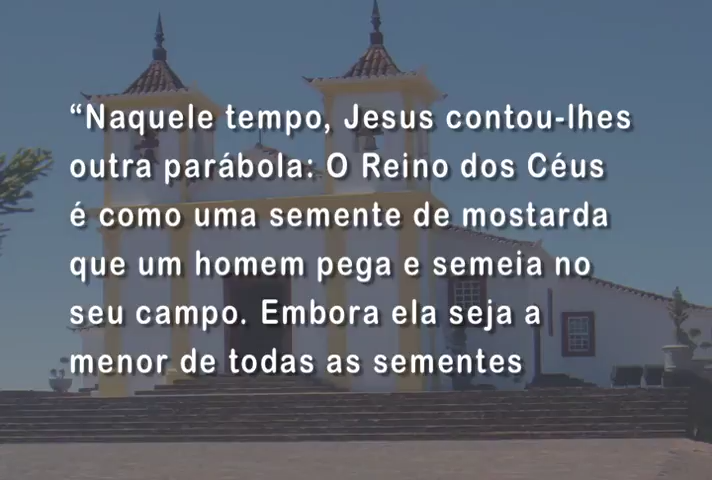 “Naquele tempo, Jesus contou-lhes
outra parábola: O Reino dos Céus
é como uma semente de mostarda
que um homem pega e semeia no
seu campo. Embora ela seja a
menor de todas as sementes